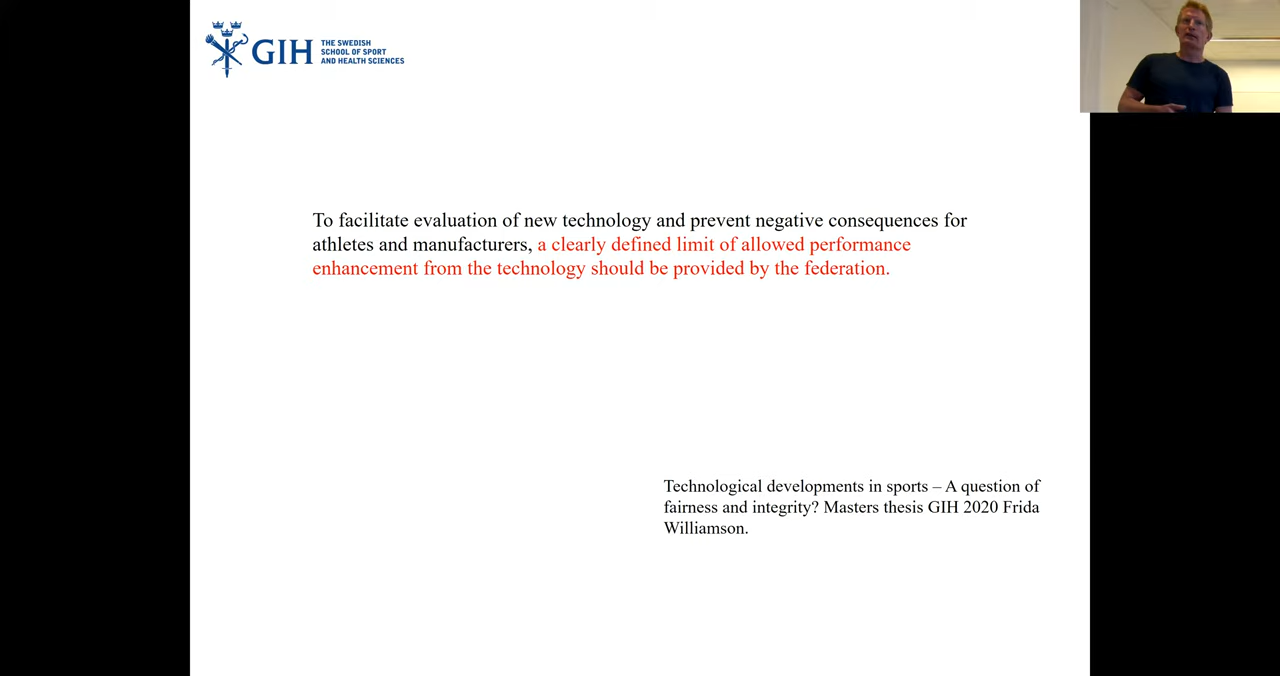 GIH
THE SWEDISH
SCHOOL OF SPORT
AND HEALTH SCIENCES
To facilitate evaluation of new technology and prevent negative consequences for
athletes and manufacturers, a clearly defined limit of allowed performance
enhancement from the technology should be provided by the federation.
Technological developments in sports – A question of
fairness and integrity? Masters thesis GIH 2020 Frida
Williamson.